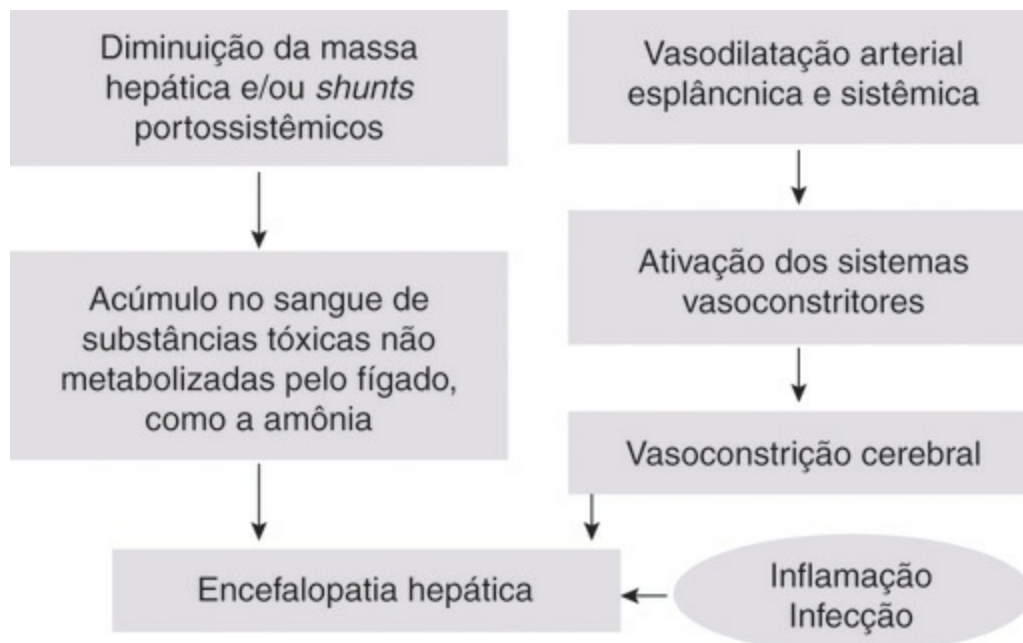 Diminuição da massa
hepática e/ou shunts
portossistêmicos
Acúmulo no sangue de
substâncias tóxicas não
metabolizadas pelo fígado,
como a amônia
Vasodilatação arterial
esplâncnica e sistêmica
Ativação dos sistemas
vasoconstritores
Vasoconstrição cerebral
Encefalopatia hepática
Inflamação
Infecção